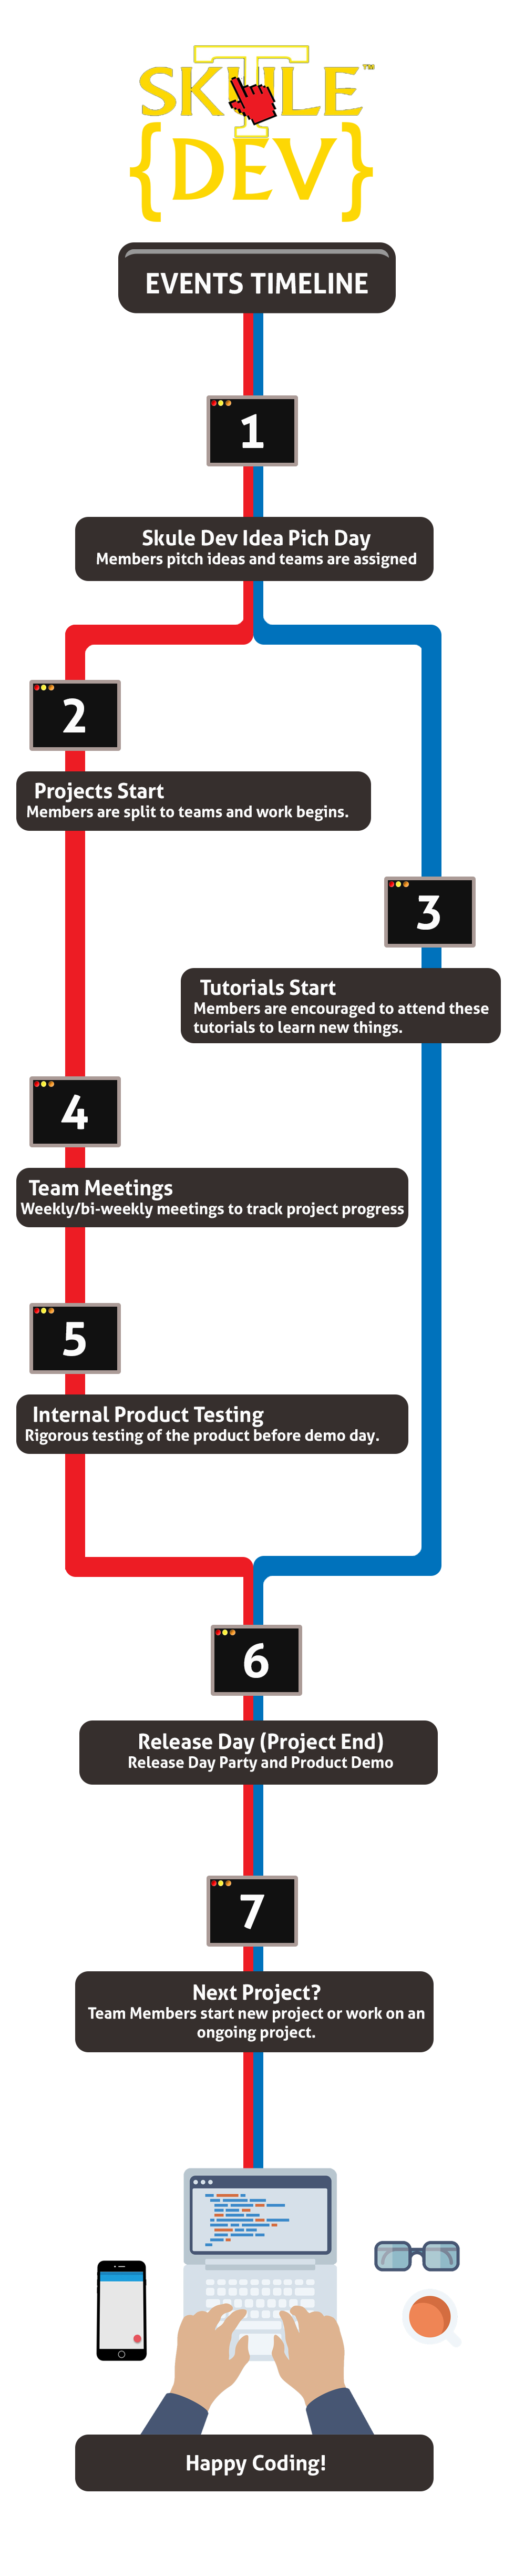 SKULE™
{DEV}
EVENTS TIMELINE
1
Skule Dev Idea Pich Day
Members pitch ideas and teams are assigned
2
Projects Start
Members are split to teams and work begins.
3
Tutorials Start
Members are encouraged to attend these
tutorials to learn new things.
4
Team Meetings
Weekly/bi-weekly meetings to track project progress
5
Internal Product Testing
Rigorous testing of the product before demo day.
6
Release Day (Project End)
Release Day Party and Product Demo
7
Next Project?
Team Members start new project or work on an
ongoing project.
Happy Coding!